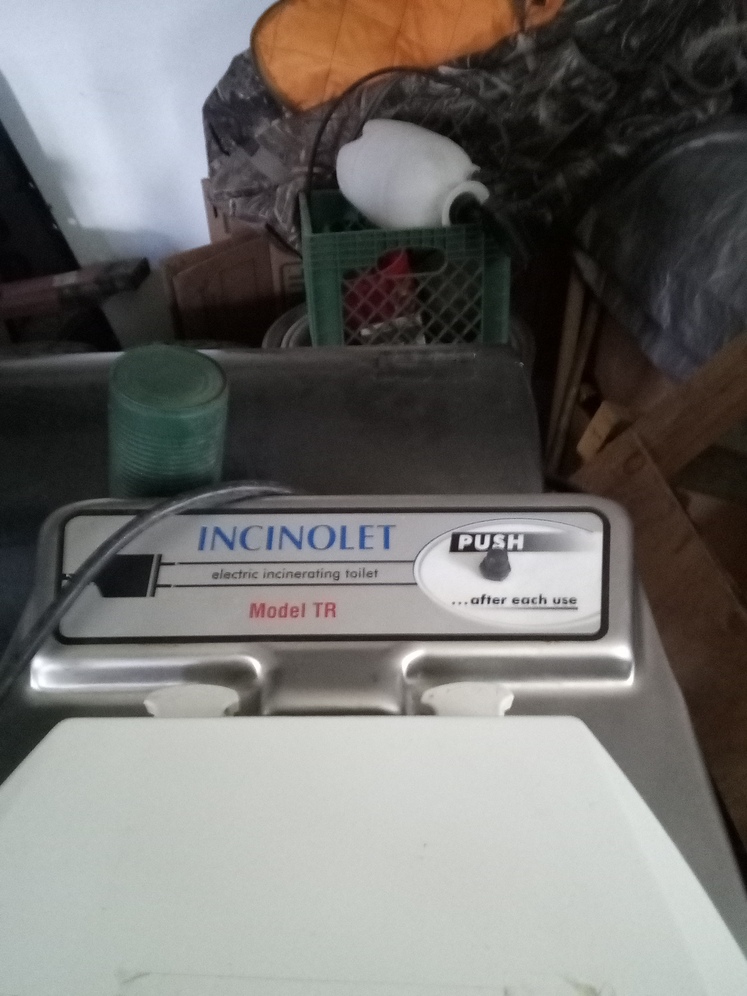 INCINOLET
electric incinerating toilet
Model TR
PUSH
...after each use